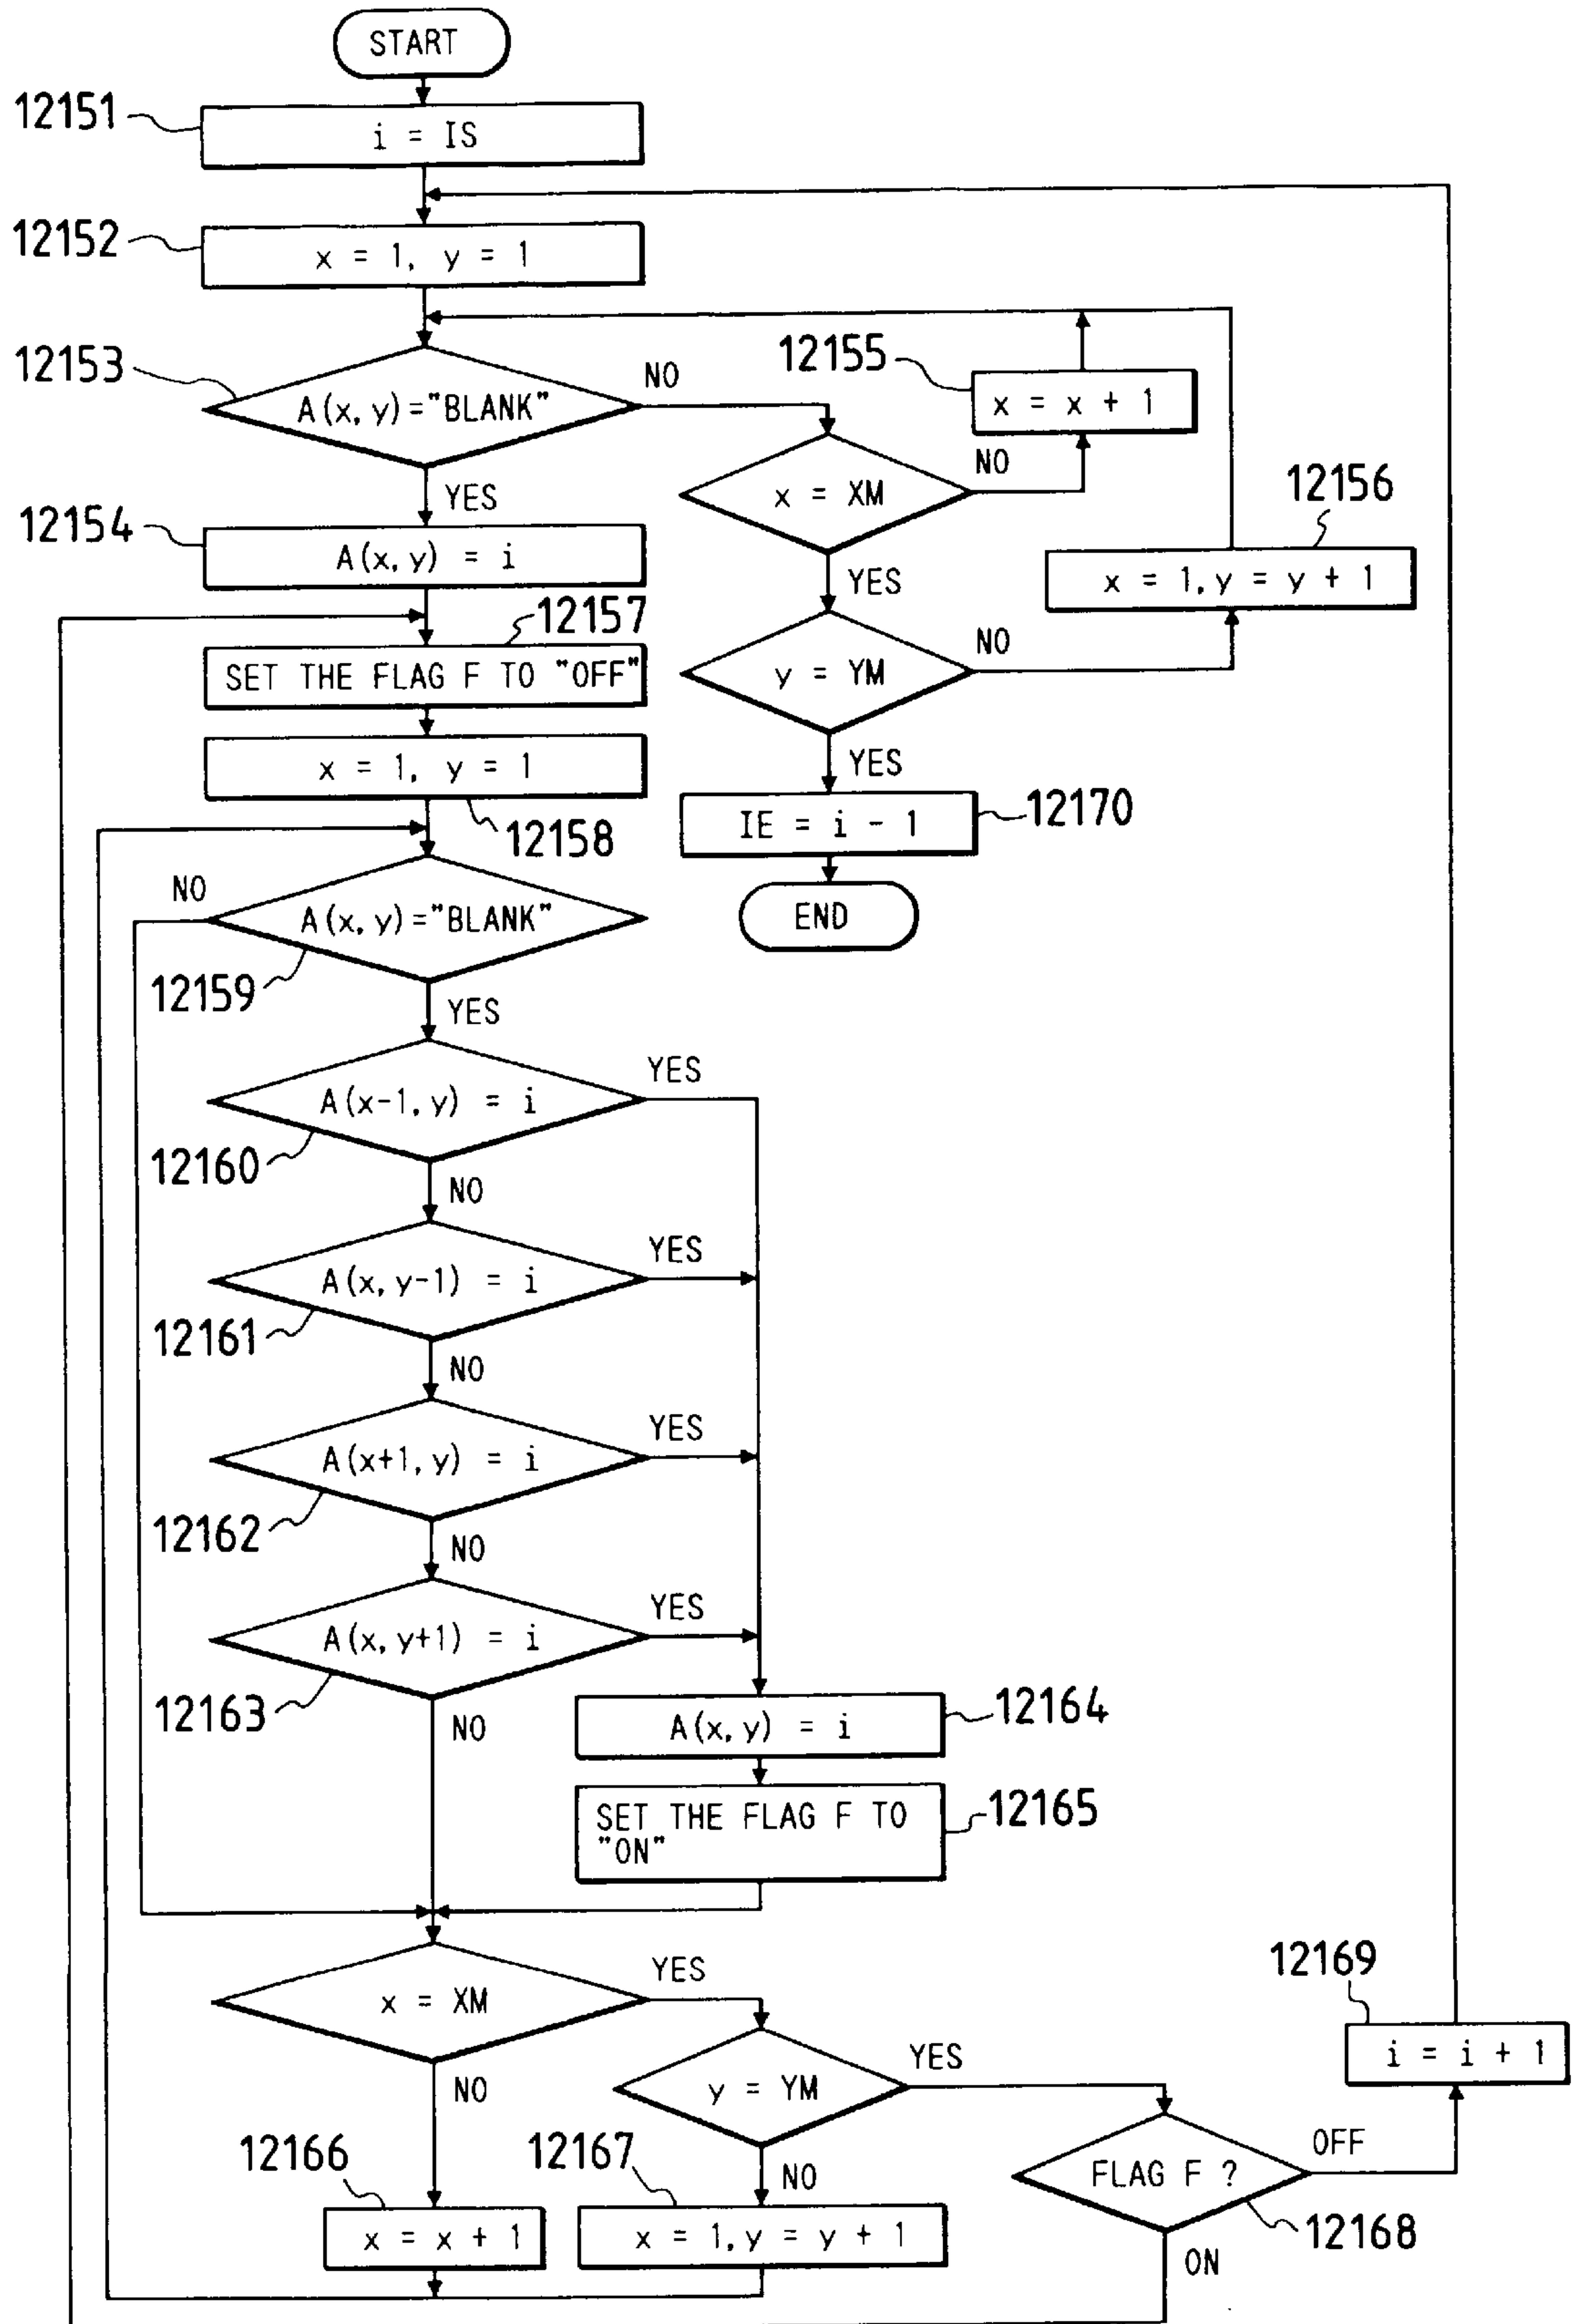 START
12151
i = IS
12152
x = 1, y = 1
12153
A(x, y)="BLANK"
NO
12155
x = x + 1
NO
x = XM
12156
x = 1, y = y + 1
YES
12154
A(x, y) = i
YES
12157
SET THE FLAG F TO "OFF"
NO
y = YM
x = 1, y = 1
12158
YES
IE = i - 1
12170
END
NO
A(x, y)="BLANK"
12159
YES
A(x-1, y) = i
YES
12160
NO
A(x, y-1) = i
YES
12161
NO
A(x+1, y) = i
YES
12162
NO
A(x, y+1) = i
YES
12163
NO
A(x, y) = i
12164
SET THE FLAG F TO
"ON"
12165
x = XM
YES
12169
i = i + 1
NO
y = YM
YES
12166
x = x + 1
12167
NO
x = 1, y = y + 1
FLAG F ?
OFF
12168
ON